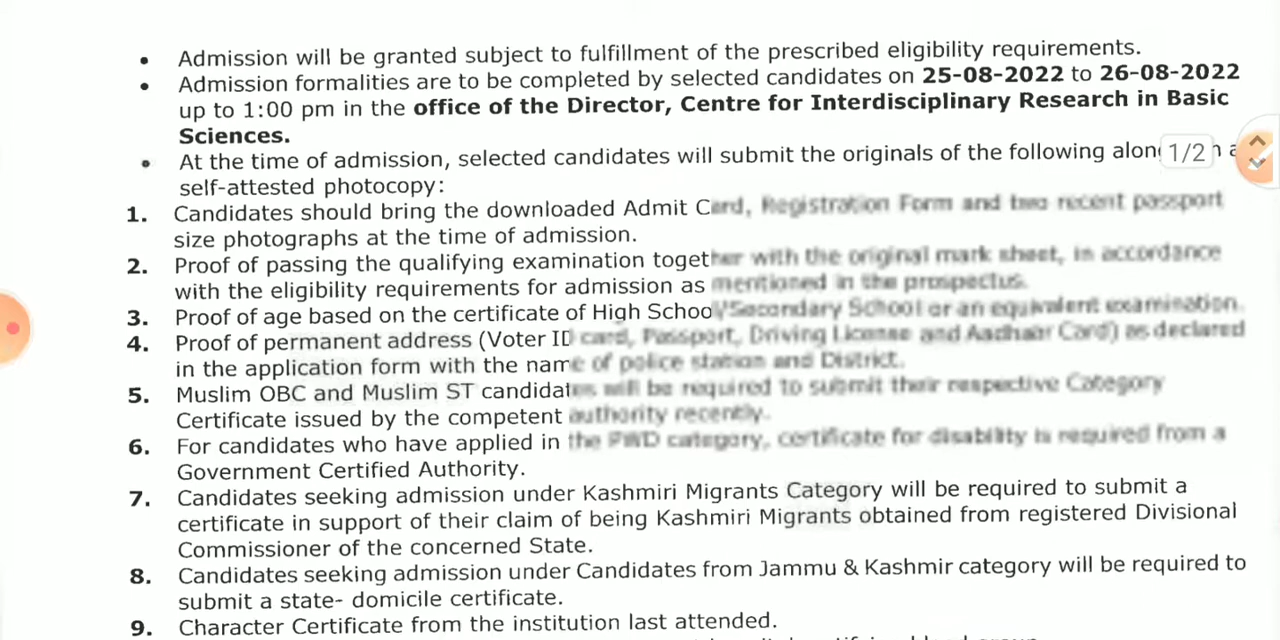 • Admission will be granted subject to fulfillment of the prescribed eligibility requirements.
• Admission formalities are to be completed by selected candidates on 25-08-2022 to 26-08-2022
up to 1:00 pm in the office of the Director, Centre for Interdisciplinary Research in Basic
Sciences.
• At the time of admission, selected candidates will submit the originals of the following
1/2
self-attested photocopy:
1. Candidates should bring the downloaded Admit Card, Registration Form and two recent passport
size photographs at the time of admission.
2. Proof of passing the qualifying examination together with the original mark sheet, in accordance
with the eligibility requirements for admission as mentioned in the prospectus.
3. Proof of age based on the certificate of High School/Secondary School or an equivalent examination.
4. Proof of permanent address (Voter ID card, Passport, Driving License and Aadhaar Card) as declared
in the application form with the name of police station and District.
5. Muslim OBC and Muslim ST candidates will be required to submit their respective Category
Certificate issued by the competent authority recently.
6. For candidates who have applied in the PWD category, certificate for disability is required from a
Government Certified Authority.
7. Candidates seeking admission under Kashmiri Migrants Category will be required to submit a
certificate in support of their claim of being Kashmiri Migrants obtained from registered Divisional
Commissioner of the concerned State.
8. Candidates seeking admission under Candidates from Jammu & Kashmir category will be required to
submit a state- domicile certificate.
9. Character Certificate from the institution last attended.